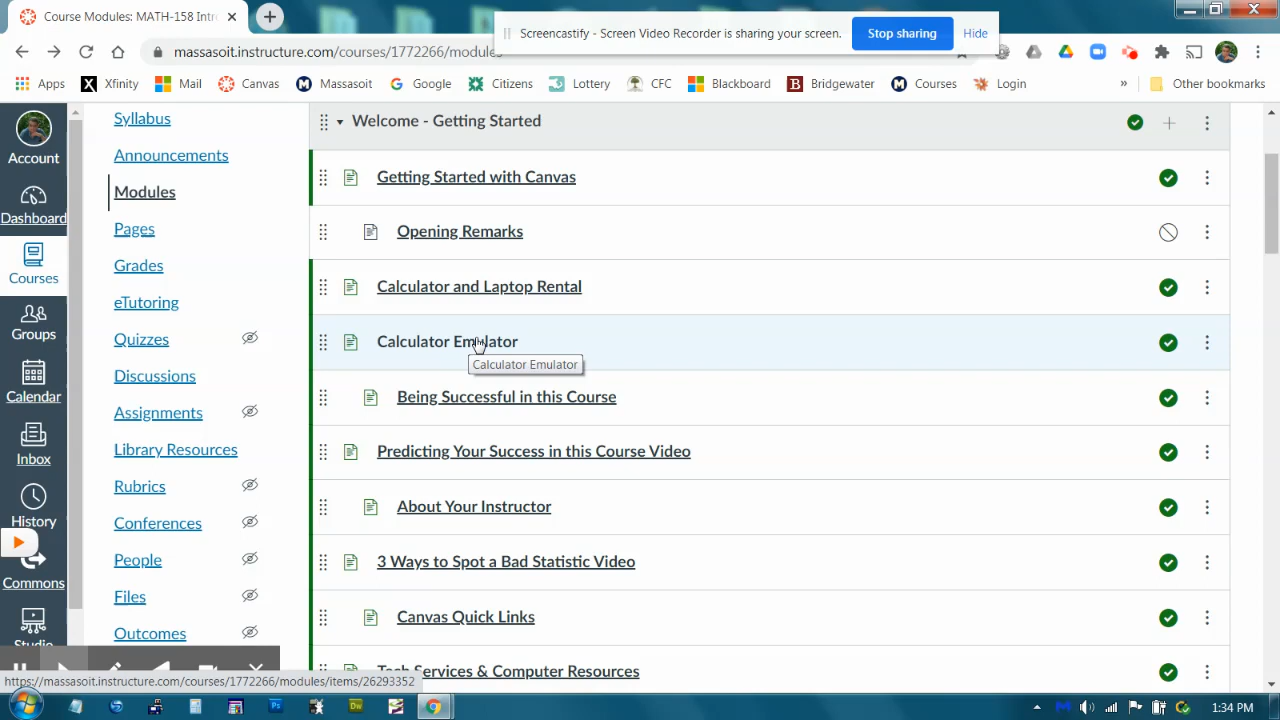 Course Modules: MATH-158 Intr
Screencastify - Screen Video Recorder is sharing your screen.
Stop sharing
Hide
massasoit.instructure.com/courses/1772266/module
Apps
Xfinity
Mail
Canvas
Massasoit
Google
Citizens
Lottery
CFC
Blackboard
Bridgewater
Courses
Login
»
Other bookmarks
Account
Dashboard
Courses
Groups
Calendar
Inbox
History
Commons
Studio
Syllabus
Announcements
Modules
Pages
Grades
eTutoring
Quizzes
Discussions
Assignments
Library Resources
Rubrics
Conferences
People
Files
Outcomes
Welcome - Getting Started
Getting Started with Canvas
Opening Remarks
Calculator and Laptop Rental
Calculator Emulator
Calculator Emulator
Being Successful in this Course
Predicting Your Success in this Course Video
About Your Instructor
3 Ways to Spot a Bad Statistic Video
Canvas Quick Links
Tech Services & Computer Resources
https://massasoit.instructure.com/courses/1772266/modules/items/26293352
1:34 PM